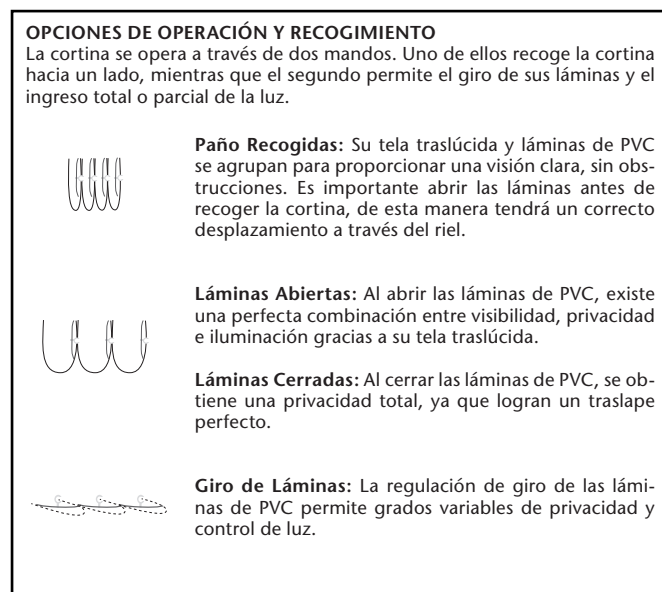 OPCIONES DE OPERACIÓN Y RECOGIMIENTO
La cortina se opera a través de dos mandos. Uno de ellos recoge la cortina
hacia un lado, mientras que el segundo permite el giro de sus láminas y el
ingreso total o parcial de la luz.
Paño Recogidas: Su tela traslúcida y láminas de PVC
se agrupan para proporcionar una visión clara, sin obs-
trucciones. Es importante abrir las láminas antes de
recoger la cortina, de esta manera tendrá un correcto
desplazamiento a través del riel.
Láminas Abiertas: Al abrir las láminas de PVC, existe
una perfecta combinación entre visibilidad, privacidad
e iluminación gracias a su tela traslúcida.
Láminas Cerradas: Al cerrar las láminas de PVC, se ob-
tiene una privacidad total, ya que logran un traslape
perfecto.
Giro de Láminas: La regulación de giro de las lámi-
nas de PVC permite grados variables de privacidad y
control de luz.